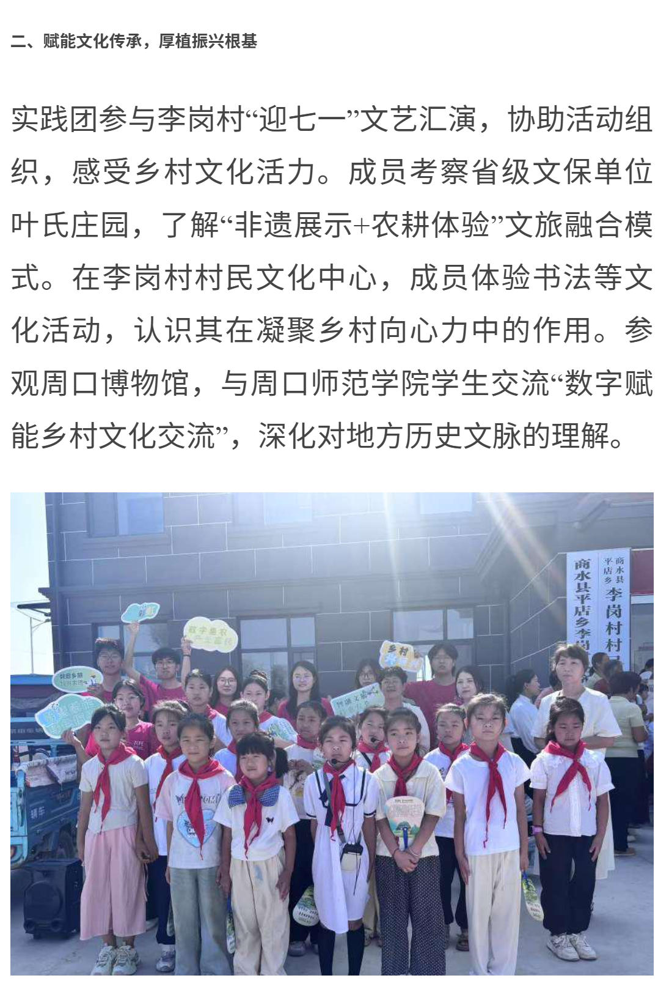 二、赋能文化传承，厚植振兴根基
实践团参与李岗村“迎七一”文艺汇演，协助活动组
织，感受乡村文化活力。成员考察省级文保单位
叶氏庄园，了解“非遗展示+农耕体验”文旅融合模
式。在李岗村村民文化中心，成员体验书法等文
化活动，认识其在凝聚乡村向心力中的作用。参
观周口博物馆，与周口师范学院学生交流“数字赋
能乡村文化交流”，深化对地方历史文脉的理解。
商水县
平店乡
李岗村村
商水县平店乡李岗
数字
乡村
辆车